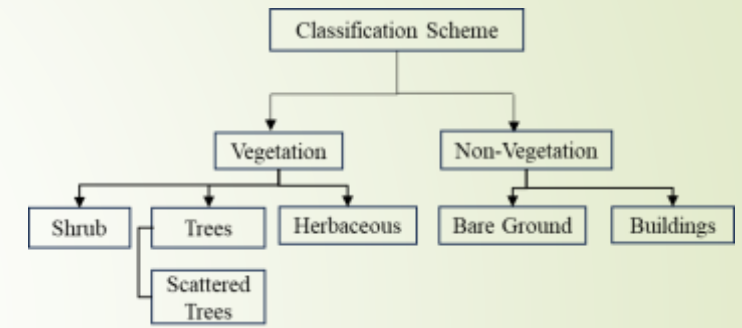 Classification Scheme
Vegetation
Non-Vegetation
Shrub
Trees
Herbaceous
Bare Ground
Buildings
Scattered
Trees